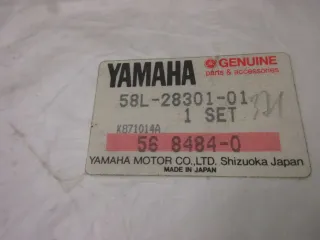 YAMAHA GENUINE
parts & accessories
58L-28301-01
1 SET
K871014A
56 8484-0
YAMAHA MOTOR CO.,LTD. Shizuoka Japan
MADE IN JAPAN